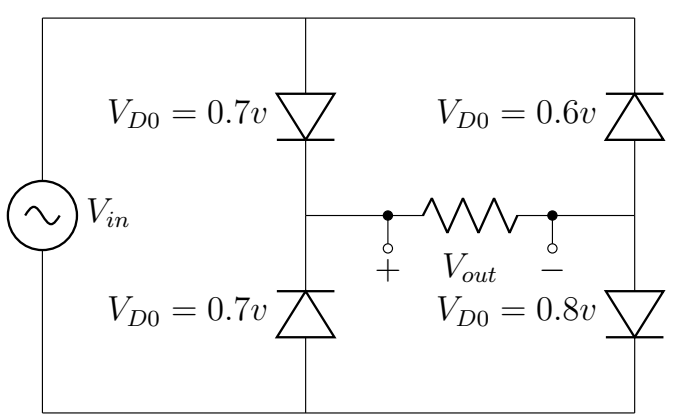 V_{D0} = 0.7v
V_{D0} = 0.6v
V_{in}
+ V_{out} −
V_{D0} = 0.7v
V_{D0} = 0.8v